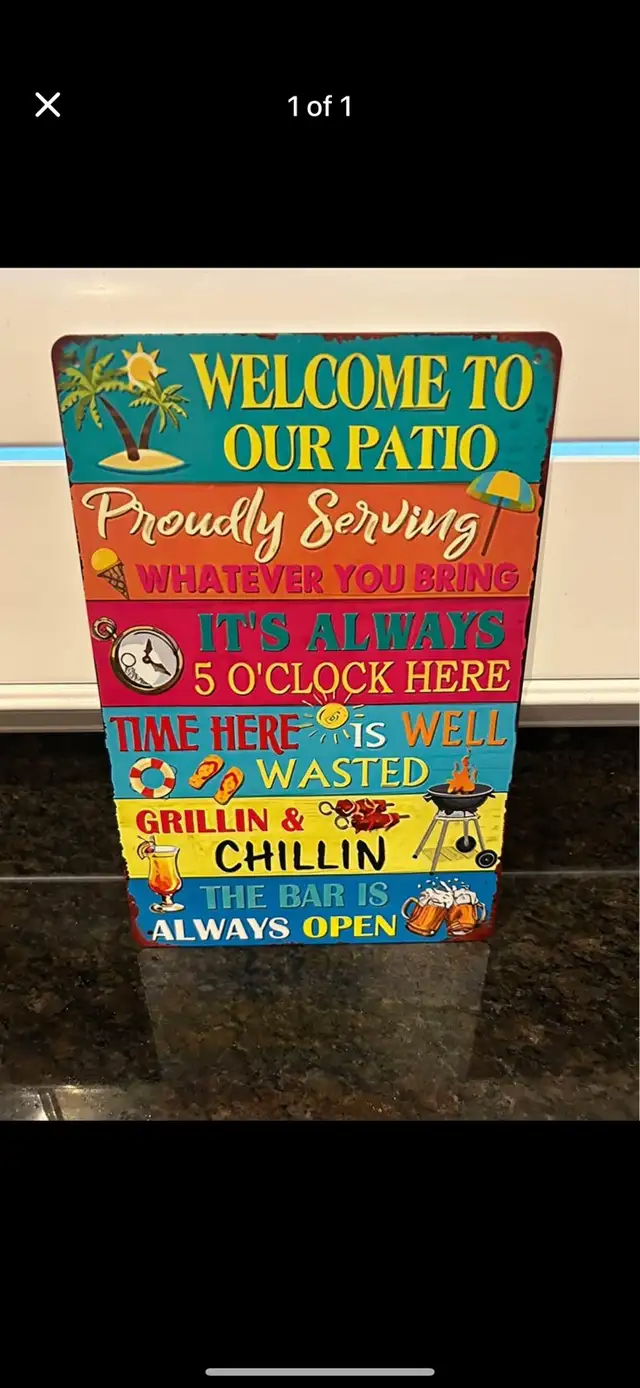 1 of 1
WELCOME TO
OUR PATIO
Proudly Serving
WHATEVER YOU BRING
IT'S ALWAYS
5 O'CLOCK HERE
TIME HERE IS WELL
WASTED
GRILLIN &
CHILLIN
THE BAR IS
ALWAYS OPEN